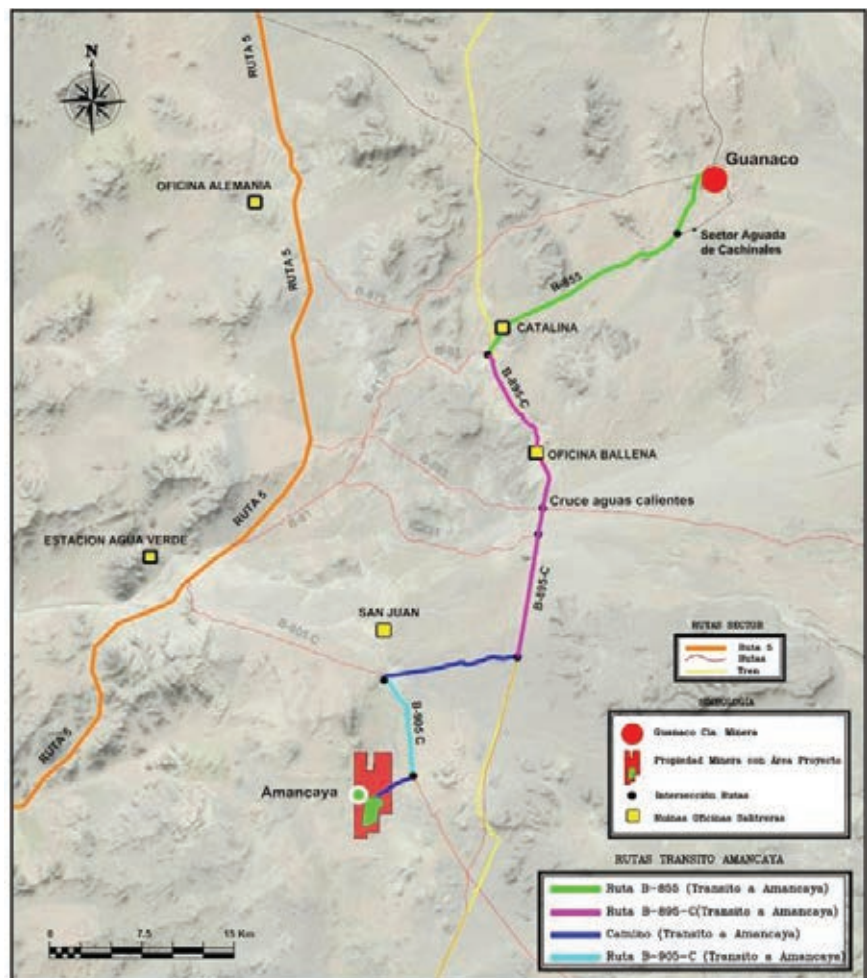 N
RUTA 5
Guanaco
OFICINA ALEMANIA
RUTA 5
Sector Aguada
de Cachinales
B-855
CATALINA
B-895-C
OFICINA BALLENA
Cruce aguas calientes
RUTA 5
ESTACION AGUA VERDE
B-895-C
SAN JUAN
B-905 C
B-905 C
RUTA 5
Amancaya
RUTAS SECTOR
Ruta 5
Rutas
Tren
SIMBOLOGIA
Guanaco Cia. Minera
Propiedad Minera con Área Proyecto
Intersección Rutas
Ruinas Oficinas Salitreras
RUTAS TRANSITO AMANCAYA
Ruta B-855 (Transito a Amancaya)
Ruta B-895-C(Transito a Amancaya)
Camino (Transito a Amancaya)
Ruta B-905-C (Transito a Amancaya)
0 7.5 15 Km